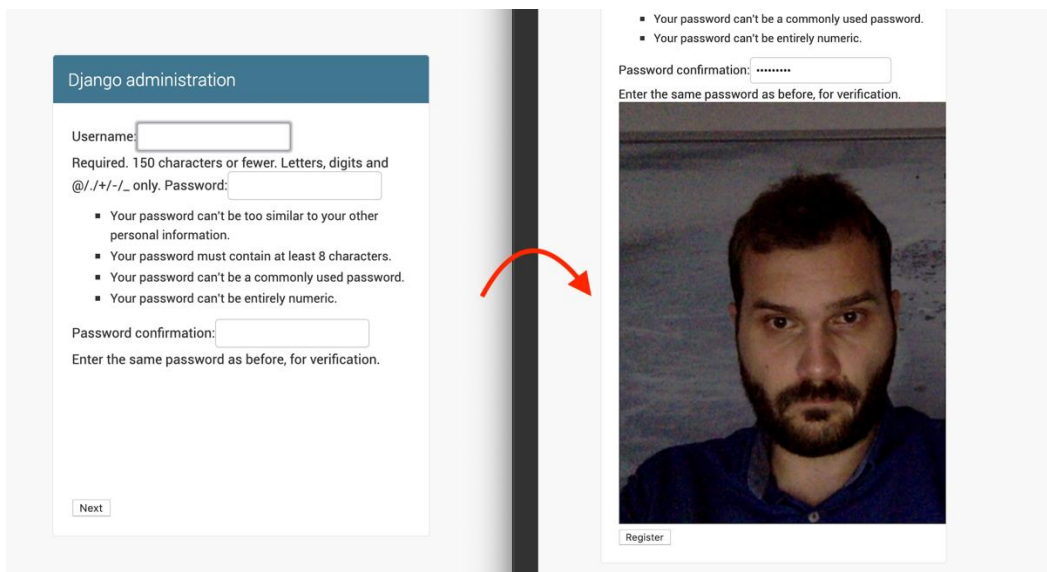 Django administration
Username:
Required. 150 characters or fewer. Letters, digits and
@/./+/-/_ only. Password:
Your password can't be too similar to your other
personal information.
Your password must contain at least 8 characters.
Your password can't be a commonly used password.
Your password can't be entirely numeric.
Password confirmation:
Enter the same password as before, for verification.
Next
Your password can't be a commonly used password.
Your password can't be entirely numeric.
Password confirmation: •••••••••
Enter the same password as before, for verification.
Register